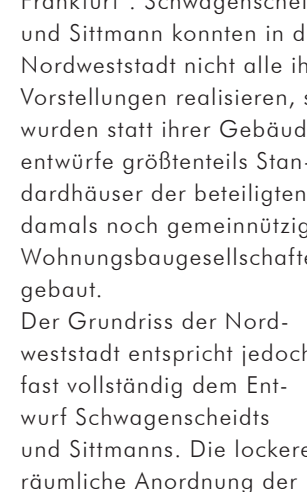 Frankfurt“. Schwagenschei
und Sittmann konnten in d
Nordweststadt nicht alle ih
Vorstellungen realisieren, s
wurden statt ihrer Gebäud
entwürfe größtenteils Stan-
dardhäuser der beteiligten
damals noch gemeinnützig
Wohnungsbaugesellschafte
gebaut.
Der Grundriss der Nord-
weststadt entspricht jedoch
fast vollständig dem Ent-
wurf Schwagenscheidts
und Sittmanns. Die lockere
räumliche Anordnung der